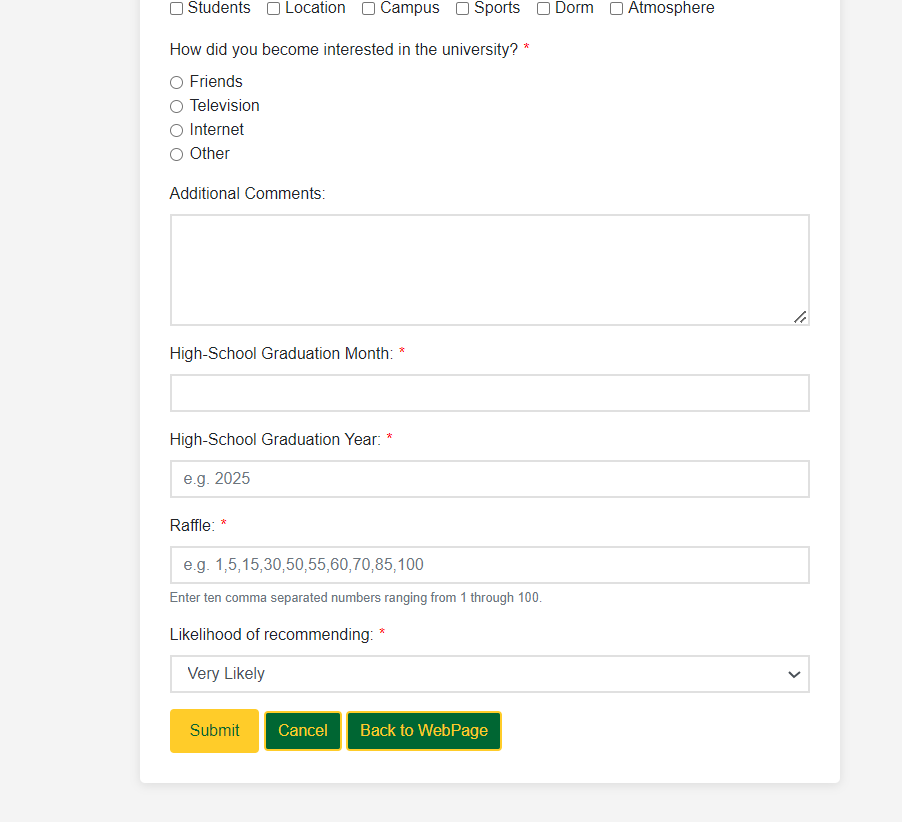 Students Location Campus Sports Dorm Atmosphere
How did you become interested in the university? *
Friends
Television
Internet
Other
Additional Comments:
High-School Graduation Month: *
High-School Graduation Year: *
e.g. 2025
Raffle: *
e.g. 1,5,15,30,50,55,60,70,85,100
Enter ten comma separated numbers ranging from 1 through 100.
Likelihood of recommending: *
Very Likely
Submit Cancel Back to WebPage